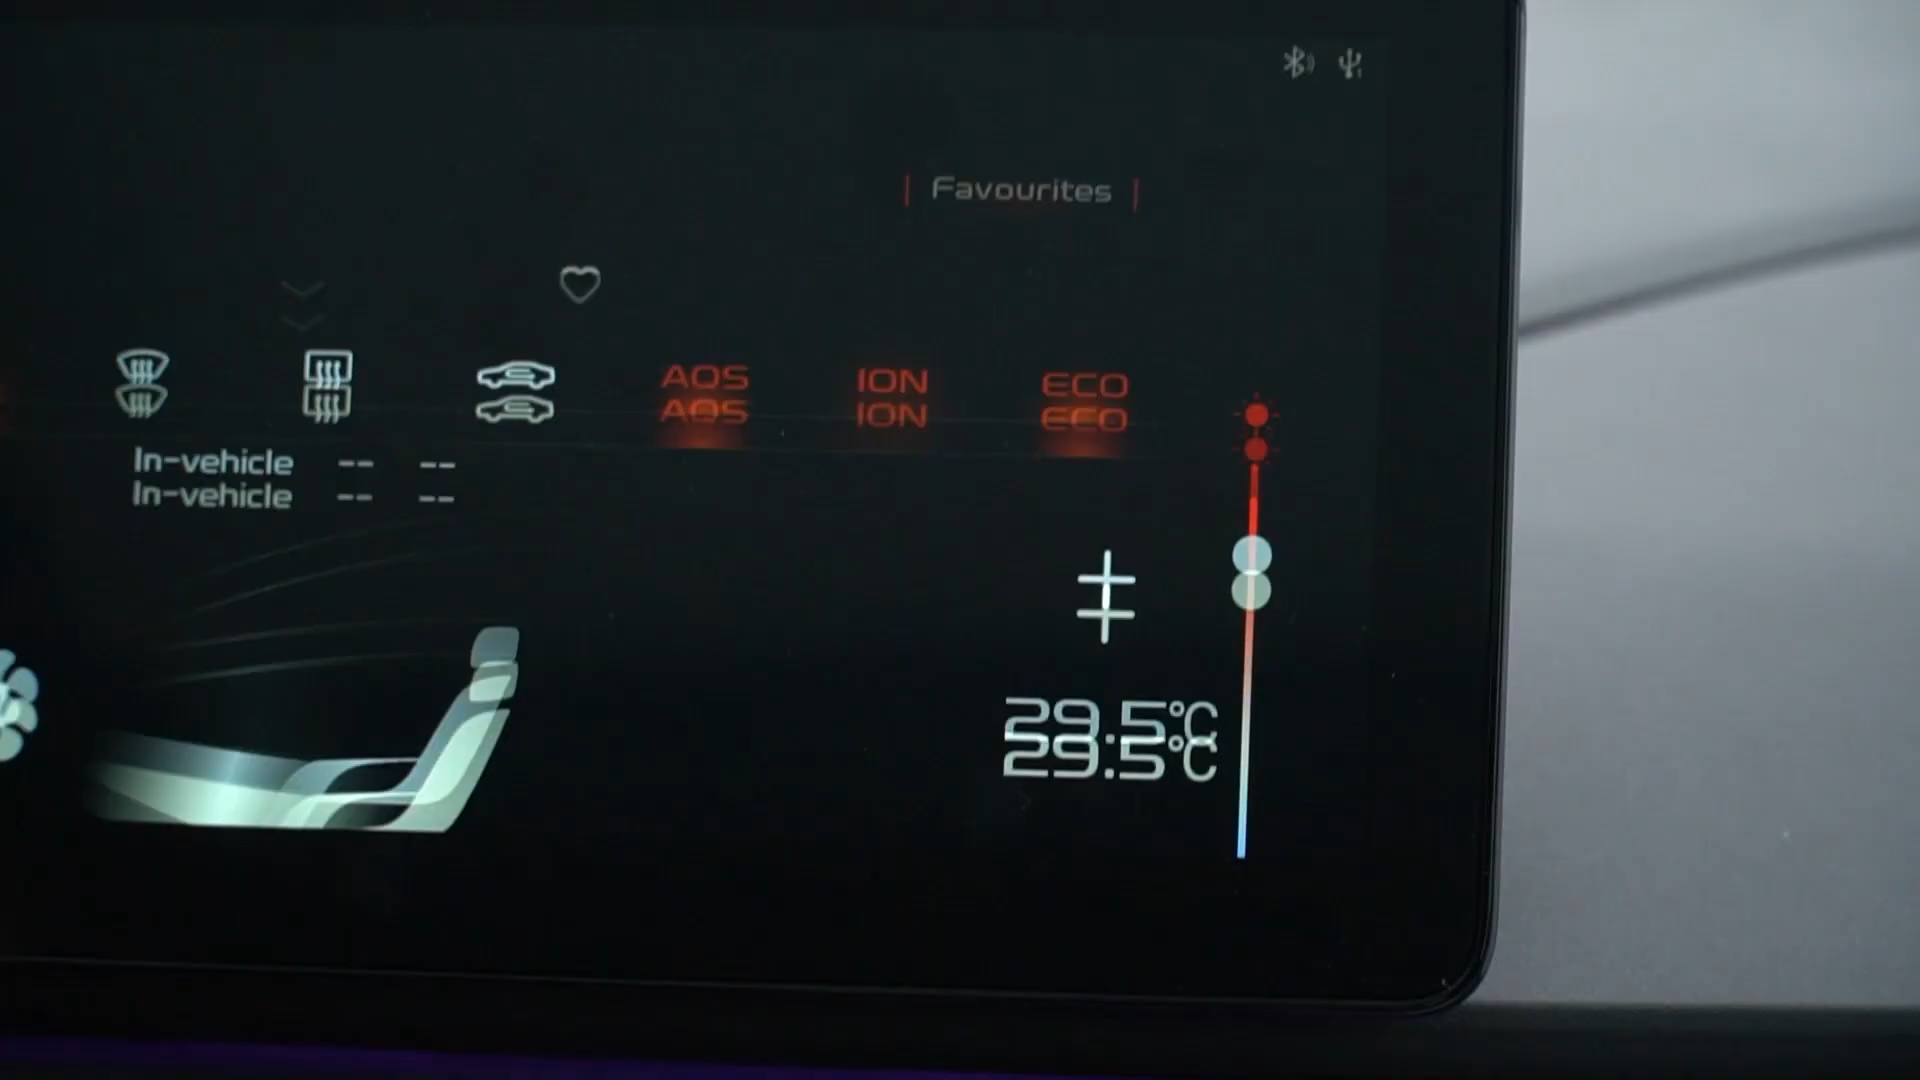 Favourites
AQS ION ECO
AQS ION ECO
In-vehicle -- --
In-vehicle -- --
29.5°C
29.5°C